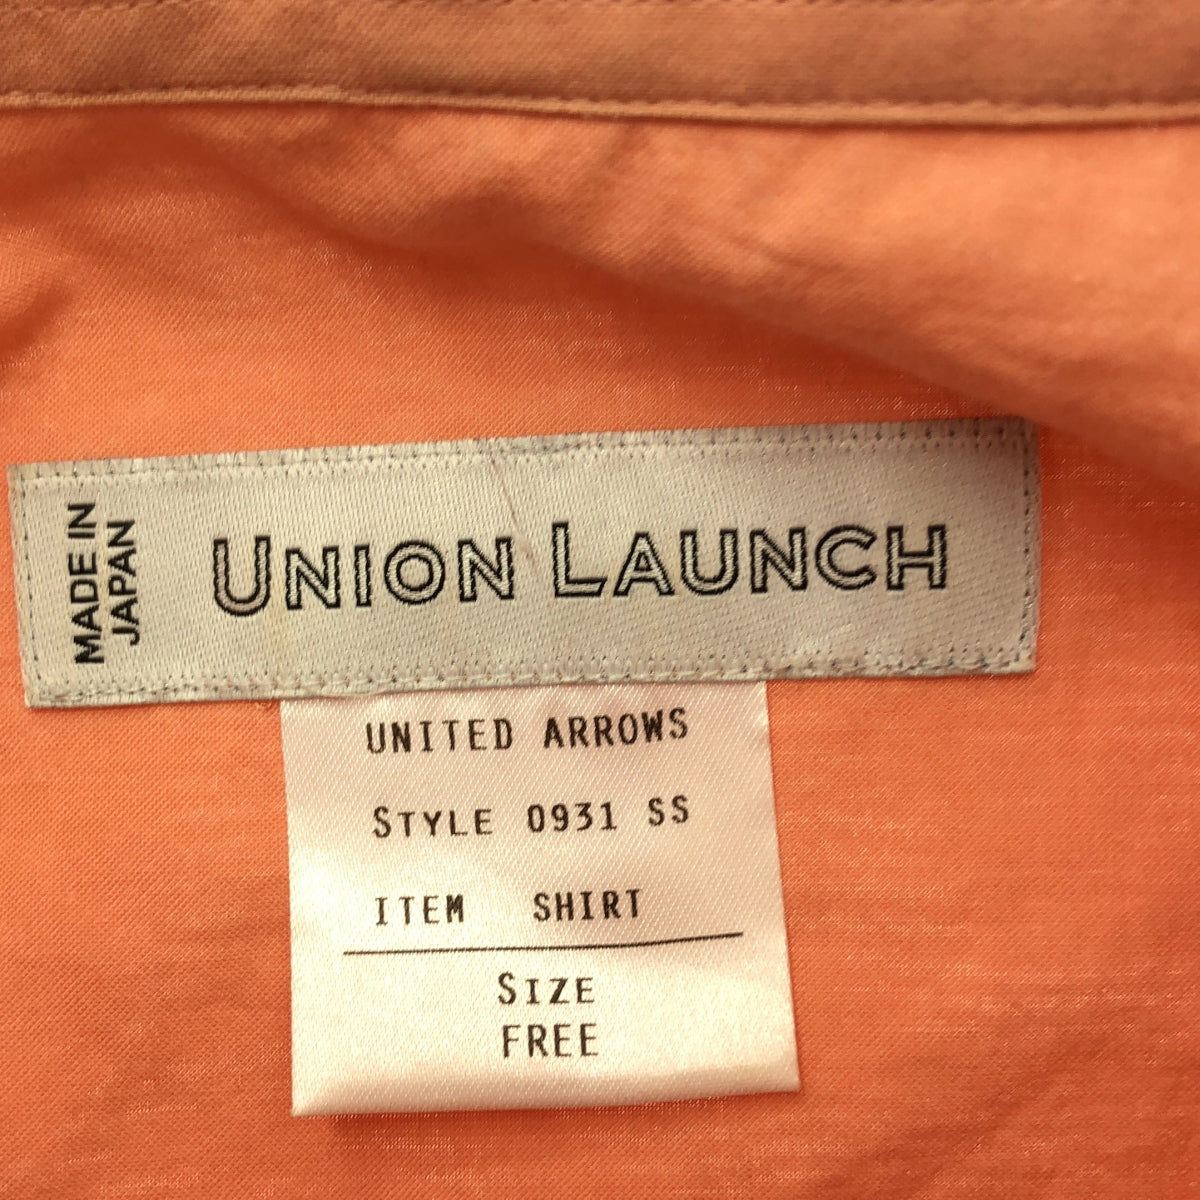 MADE IN
JAPAN
UNION LAUNCH
UNITED ARROWS
STYLE 0931 SS
ITEM SHIRT
SIZE
FREE